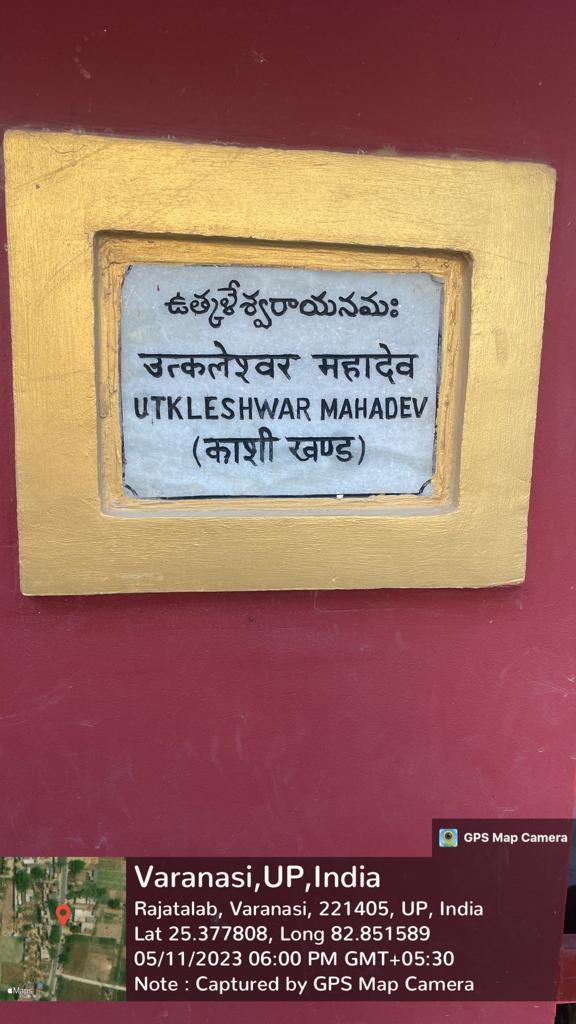 ఉత్కళేశ్వరాయనమః
उत्कलेश्वर महादेव
UTKLESHWAR MAHADEV
(काशी खण्ड)
GPS Map Camera
Varanasi,UP,India
Rajatalab, Varanasi, 221405, UP, India
Lat 25.377808, Long 82.851589
05/11/2023 06:00 PM GMT+05:30
Note : Captured by GPS Map Camera
Maps